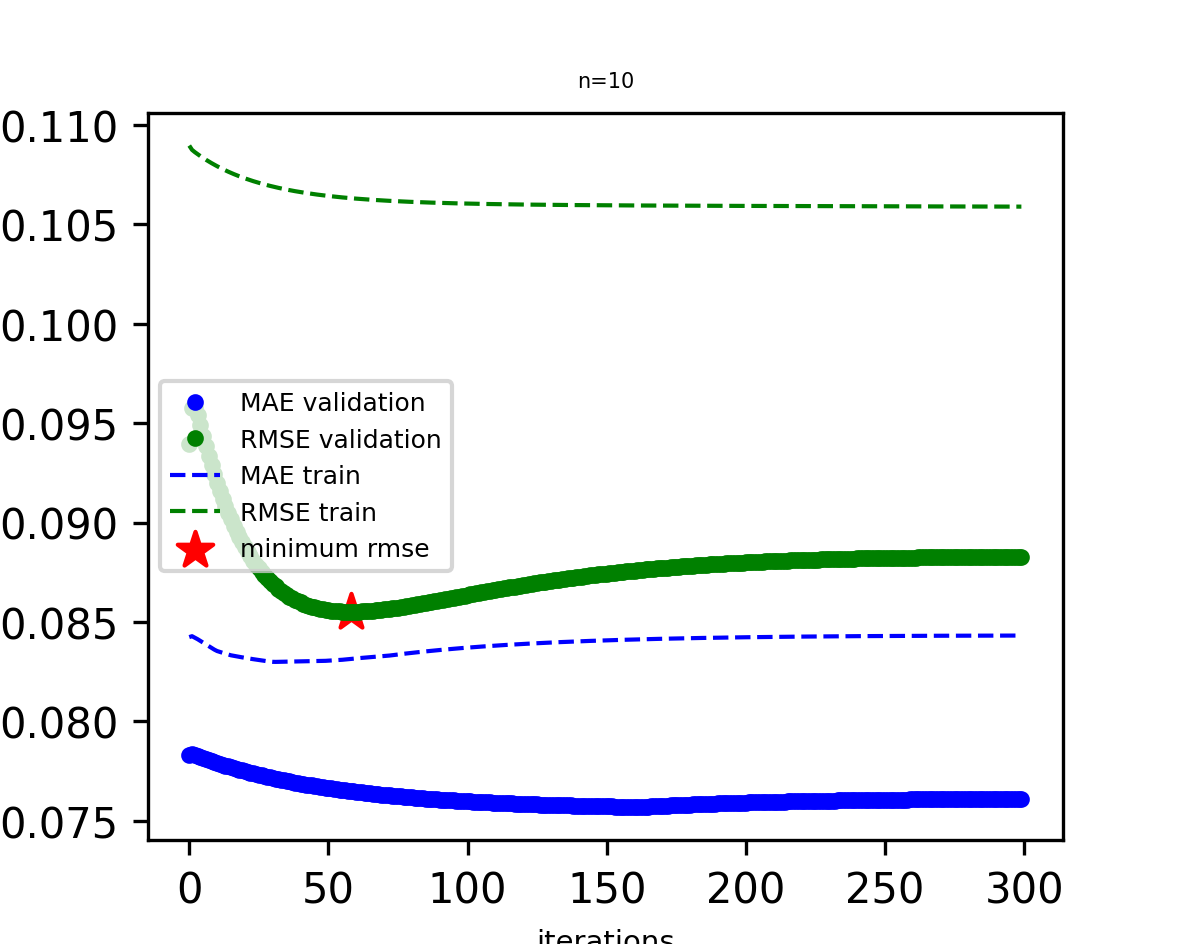 n=10
0.110
0.105
0.100
0.095
0.090
0.085
0.080
0.075
MAE validation
RMSE validation
MAE train
RMSE train
minimum rmse
0 50 100 150 200 250 300
iterations